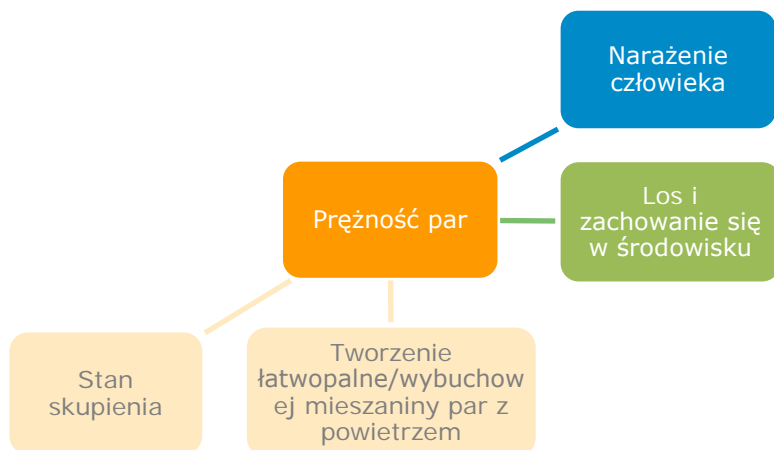 Narażenie
człowieka
Prężność par
Los i
zachowanie się
w środowisku
Stan
skupienia
Tworzenie
łatwopalne/wybuchow
ej mieszaniny par z
powietrzem